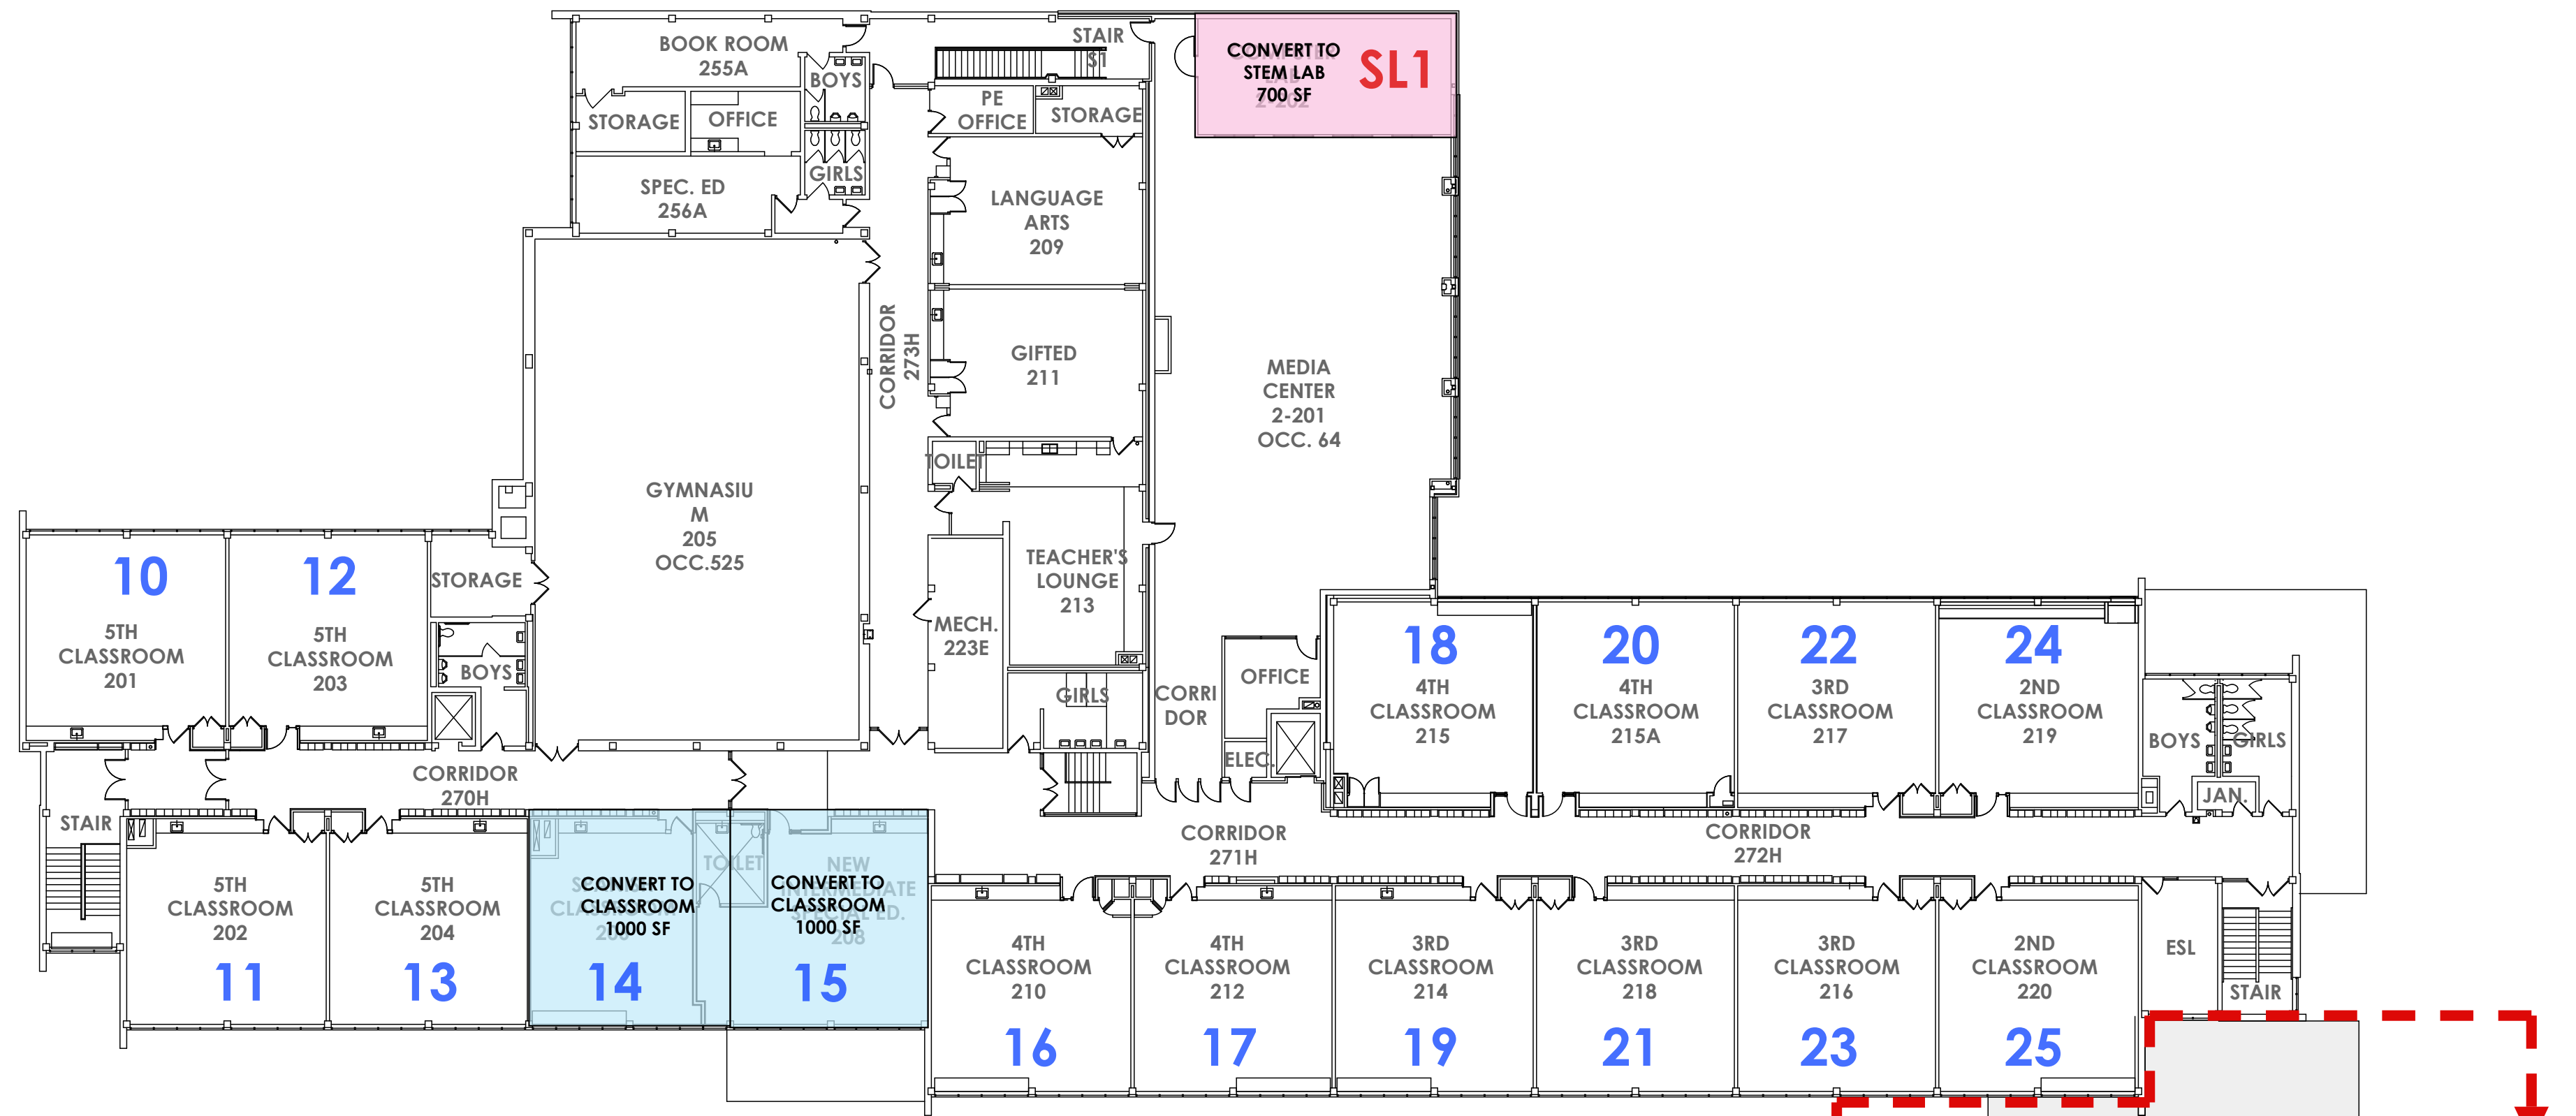 BOOK ROOM
255A
BOYS
STAIR
S1
CONVERT TO
STEM LAB
700 SF
SL1
2-202
STORAGE
OFFICE
PE
OFFICE
STORAGE
GIRLS
SPEC. ED
256A
LANGUAGE
ARTS
209
CORRIDOR
273H
GIFTED
211
MEDIA
CENTER
2-201
OCC. 64
TOILET
GYMNASIU
M
205
OCC.525
TEACHER'S
LOUNGE
213
MECH.
223E
10
5TH
CLASSROOM
201
12
5TH
CLASSROOM
203
STORAGE
BOYS
GIRLS
CORRI
DOR
OFFICE
ELEC.
18
4TH
CLASSROOM
215
20
4TH
CLASSROOM
215A
22
3RD
CLASSROOM
217
24
2ND
CLASSROOM
219
BOYS
GIRLS
JAN.
CORRIDOR
270H
STAIR
CORRIDOR
271H
CORRIDOR
272H
5TH
CLASSROOM
202
11
5TH
CLASSROOM
204
13
CONVERT TO
CLASSROOM
1000 SF
14
TOILET
NEW
INTERMEDIATE
SPECIAL ED.
208
CONVERT TO
CLASSROOM
1000 SF
15
4TH
CLASSROOM
210
16
4TH
CLASSROOM
212
17
3RD
CLASSROOM
214
19
3RD
CLASSROOM
218
21
3RD
CLASSROOM
216
23
2ND
CLASSROOM
220
25
ESL
STAIR